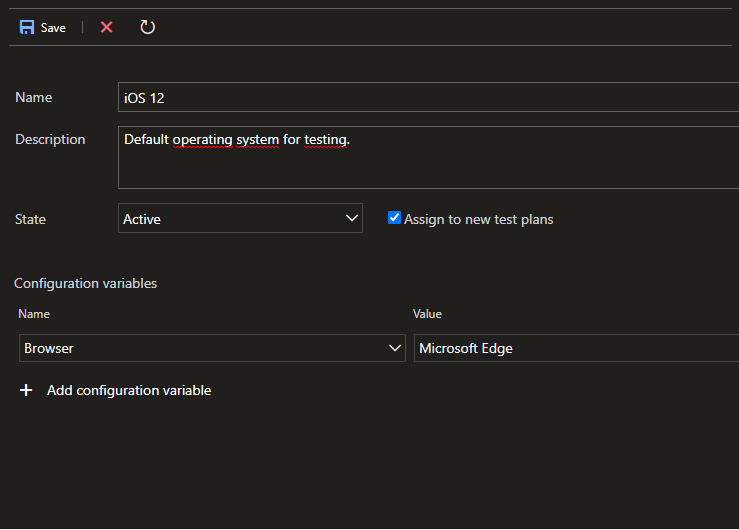 Save
Name
iOS 12
Description
Default operating system for testing.
State
Active
Assign to new test plans
Configuration variables
Name Value
Browser Microsoft Edge
Add configuration variable